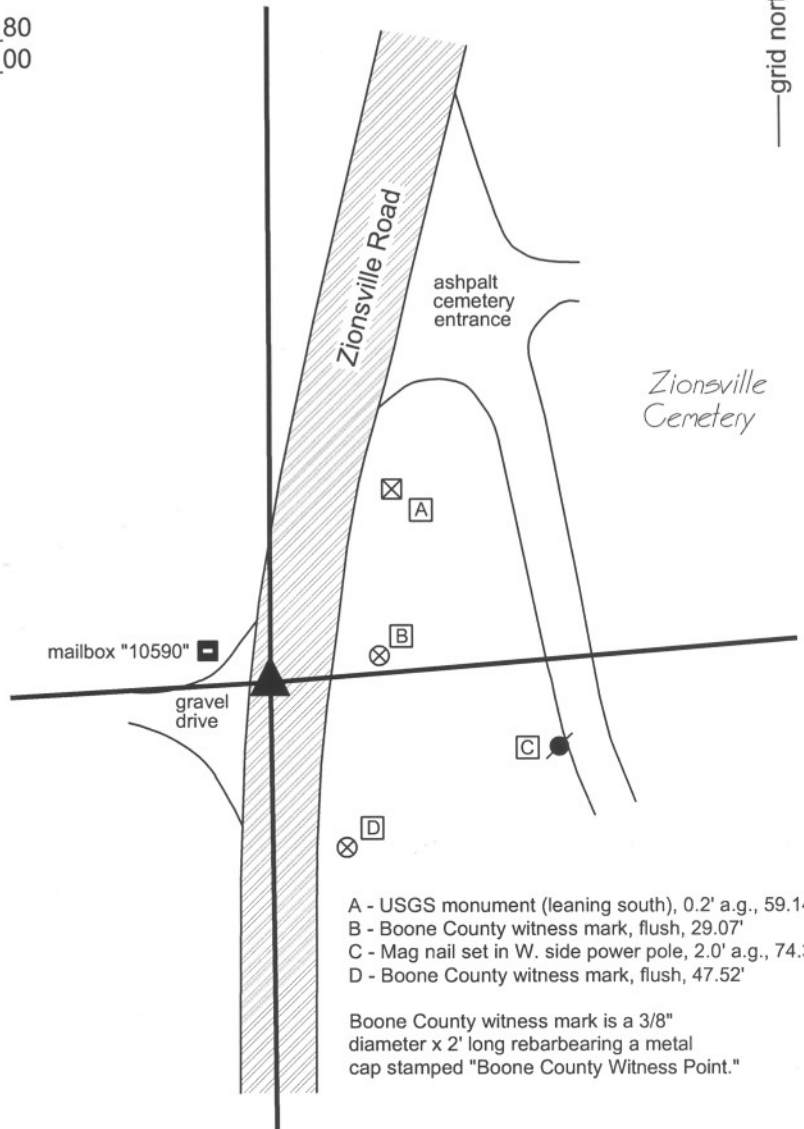 80
00
grid nor
Zionsville Road
ashpalt
cemetery
entrance
Zionsville
Cemetery
A
B
mailbox "10590"
gravel
drive
C
D
A - USGS monument (leaning south), 0.2' a.g., 59.14
B - Boone County witness mark, flush, 29.07'
C - Mag nail set in W. side power pole, 2.0' a.g., 74.
D - Boone County witness mark, flush, 47.52'
Boone County witness mark is a 3/8"
diameter x 2' long rebarbearing a metal
cap stamped "Boone County Witness Point."